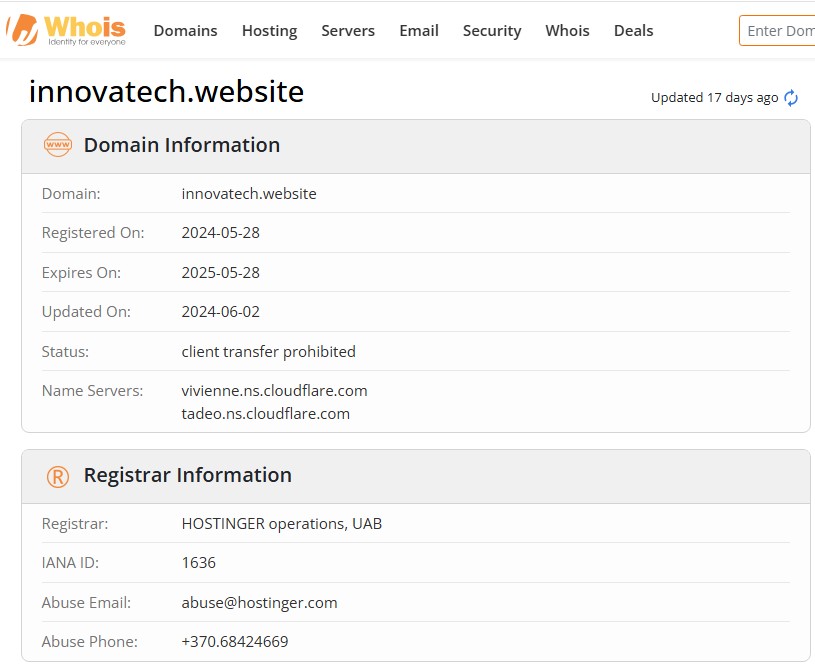 Whois
Identity for everyone
Domains Hosting Servers Email Security Whois Deals
Enter Dom
innovatech.website
Updated 17 days ago
www
Domain Information
Domain: innovatech.website
Registered On: 2024-05-28
Expires On: 2025-05-28
Updated On: 2024-06-02
Status: client transfer prohibited
Name Servers: vivienne.ns.cloudflare.com
tadeo.ns.cloudflare.com
® Registrar Information
Registrar: HOSTINGER operations, UAB
IANA ID: 1636
Abuse Email: abuse@hostinger.com
Abuse Phone: +370.68424669